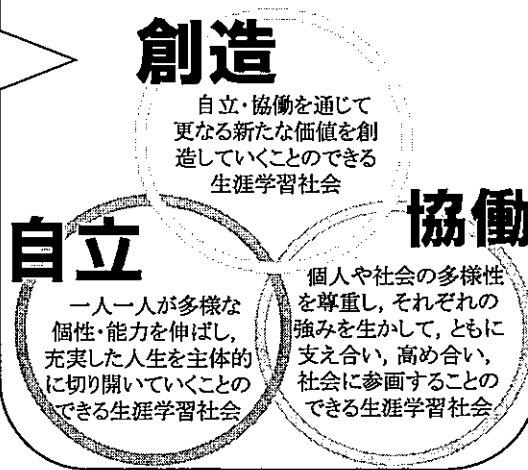 創造
自立・協働を通じて
更なる新たな価値を創
造していくことのできる
生涯学習社会
自立
一人一人が多様な
個性・能力を伸ばし,
充実した人生を主体的
に切り開いていくことの
できる生涯学習社会
協働
個人や社会の多様性
を尊重し, それぞれの
強みを生かして, ともに
支え合い, 高め合い,
社会に参画することの
できる生涯学習社会